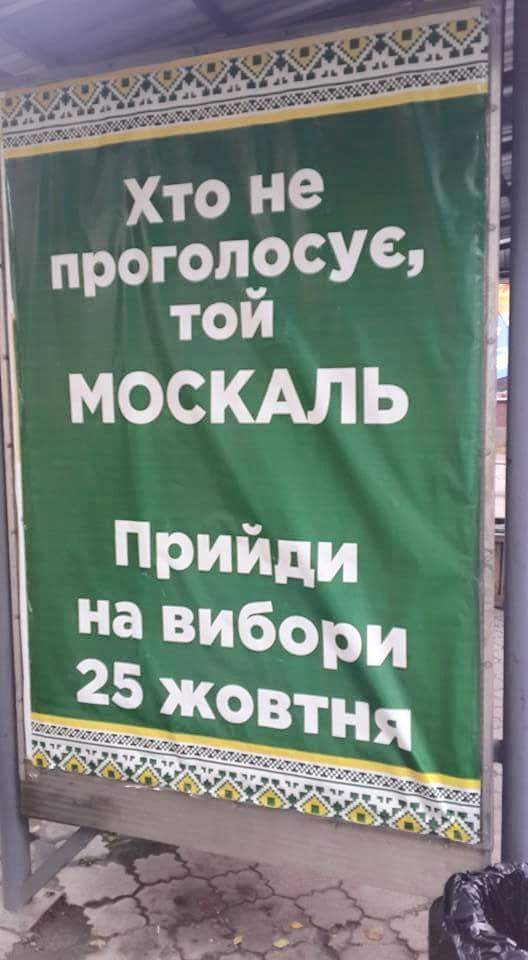 Хто не
проголосує,
той
МОСКАЛЬ
Прийди
на вибори
25 жовтня